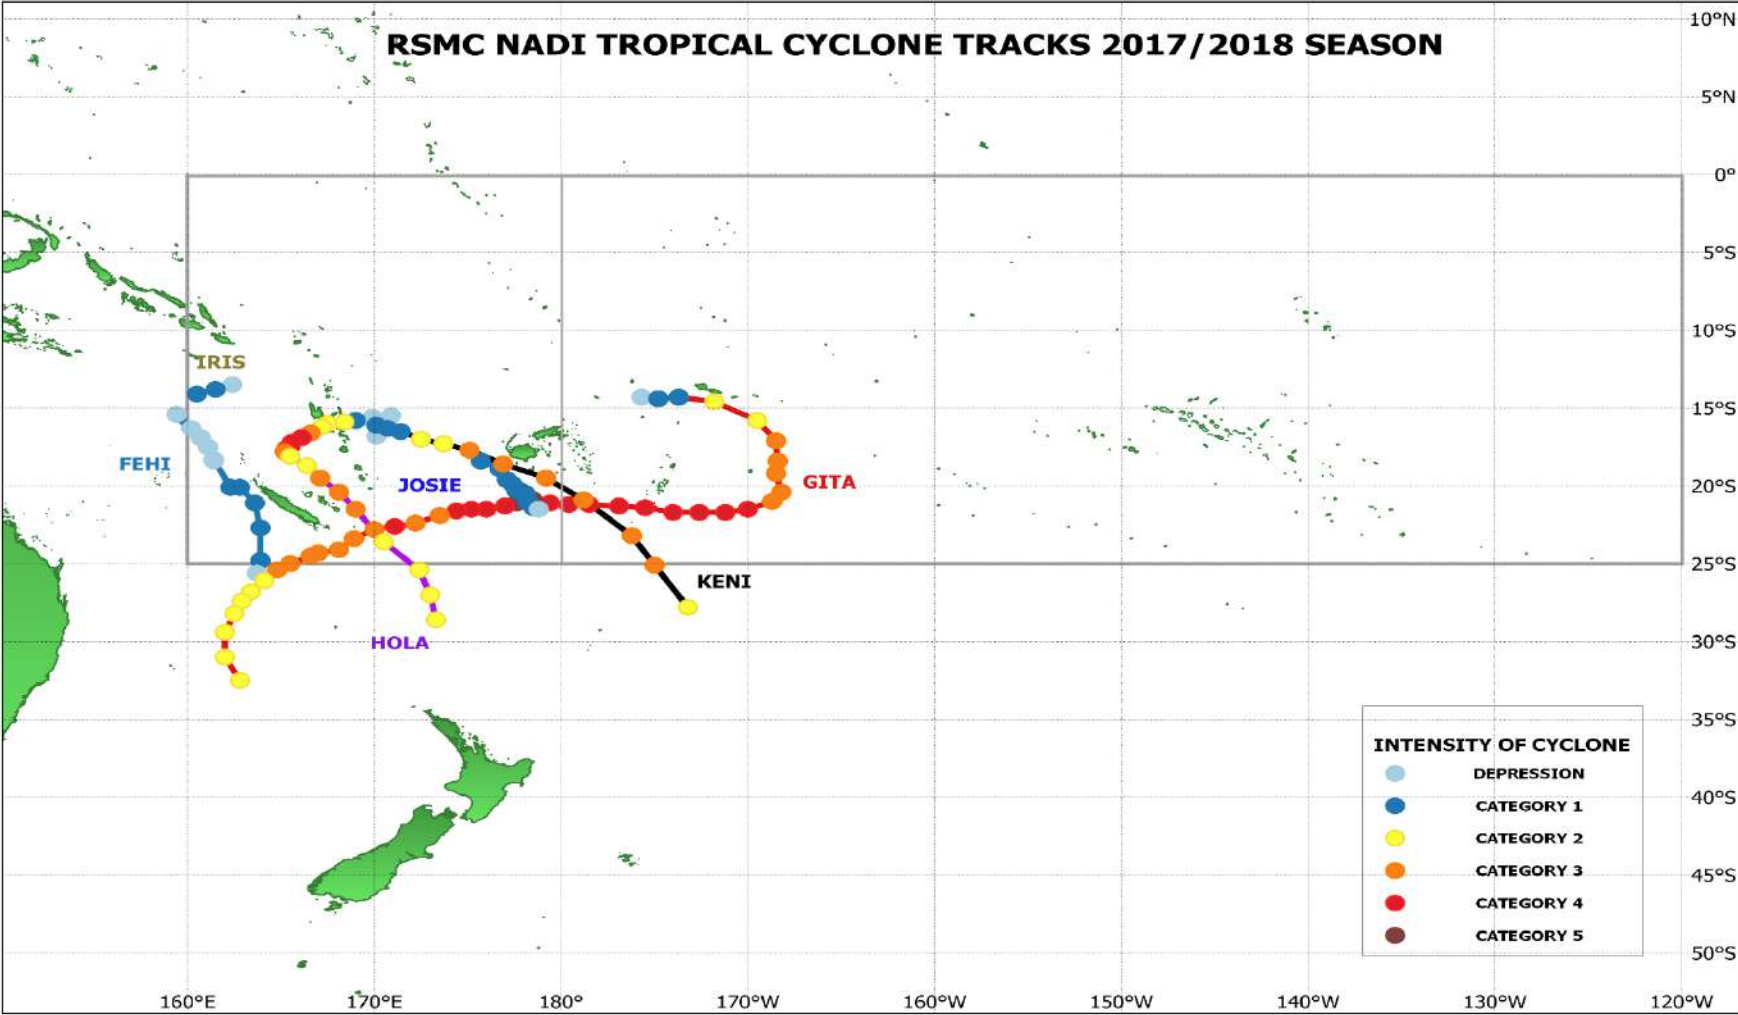 RSMC NADI TROPICAL CYCLONE TRACKS 2017/2018 SEASON
10°N
5°N
0°
5°S
10°S
15°S
20°S
25°S
30°S
35°S
40°S
45°S
50°S
IRIS
FEHI
JOSIE
GITA
KENI
HOLA
INTENSITY OF CYCLONE
DEPRESSION
CATEGORY 1
CATEGORY 2
CATEGORY 3
CATEGORY 4
CATEGORY 5
160°E 170°E 180° 170°W 160°W 150°W 140°W 130°W 120°W